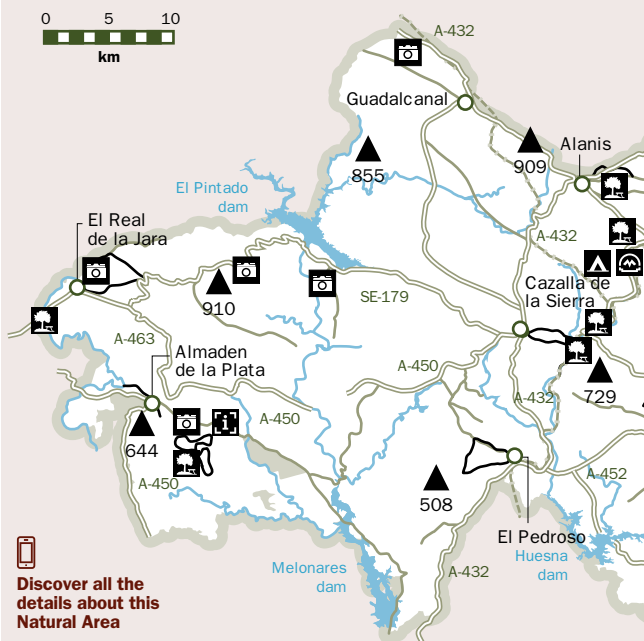 0 5 10
km
A-432
Guadalcanal
855
909
Alanis
El Pintado
dam
El Real
de la Jara
A-432
910
SE-179
Cazalla de
la Sierra
A-463
Almaden
de la Plata
A-450
729
A-432
A-450
644
A-450
508
A-452
El Pedroso
Huesna
dam
Melonares
dam
A-432
Discover all the
details about this
Natural Area